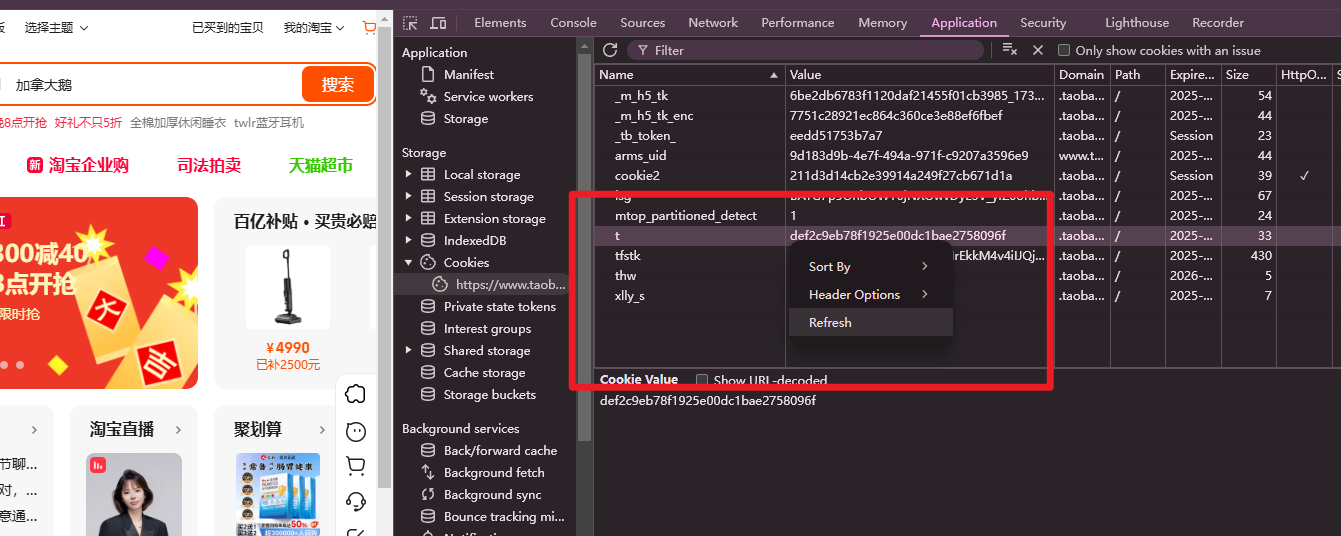 选择主题
已买到的宝贝
我的淘宝
加拿大鹅
搜索
晚8点开抢 好礼不只5折 全棉加厚休闲睡衣 twlr蓝牙耳机
新 淘宝企业购
司法拍卖
天猫超市
300减40
8点开抢
限时抢
大
吉
百亿补贴 • 买贵必赔
¥4990
已补2500元
淘宝直播
聚划算
Elements
Console
Sources
Network
Performance
Memory
Application
Security
Lighthouse
Recorder
Application
Manifest
Service workers
Storage
Storage
Local storage
Session storage
Extension storage
IndexedDB
Cookies
https://www.taob...
Private state tokens
Interest groups
Shared storage
Cache storage
Storage buckets
Background services
Back/forward cache
Background fetch
Background sync
Bounce tracking mi...
Filter
Only show cookies with an issue
Name Value Domain Path Expire... Size HttpO... S
_m_h5_tk 6be2db6783f1120daf21455f01cb3985_173... .taoba... / 2025-... 54
_m_h5_tk_enc 7751c28921ec864c360ce3e88ef6fbef .taoba... / 2025-... 44
_tb_token_ eedd51753b7a7 .taoba... / Session 23
arms_uid 9d183d9b-4e7f-494a-971f-c9207a3596e9 www.t... / 2025-... 44
cookie2 211d3d14cb2e39914a249f27cb671d1a .taoba... / Session 39 ✓
isg .taoba... / 2025-... 67
mtop_partitioned_detect 1 .taoba... / 2025-... 24
t def2c9eb78f1925e00dc1bae2758096f .taoba... / 2025-... 33
tfstk rEkkM4v4iIJQj... .taoba... / 2025-... 430
thw .taoba... / 2026-... 5
xlly_s .taoba... / 2025-... 7
Sort By
Header Options
Refresh
Cookie Value Show URL-decoded
def2c9eb78f1925e00dc1bae2758096f